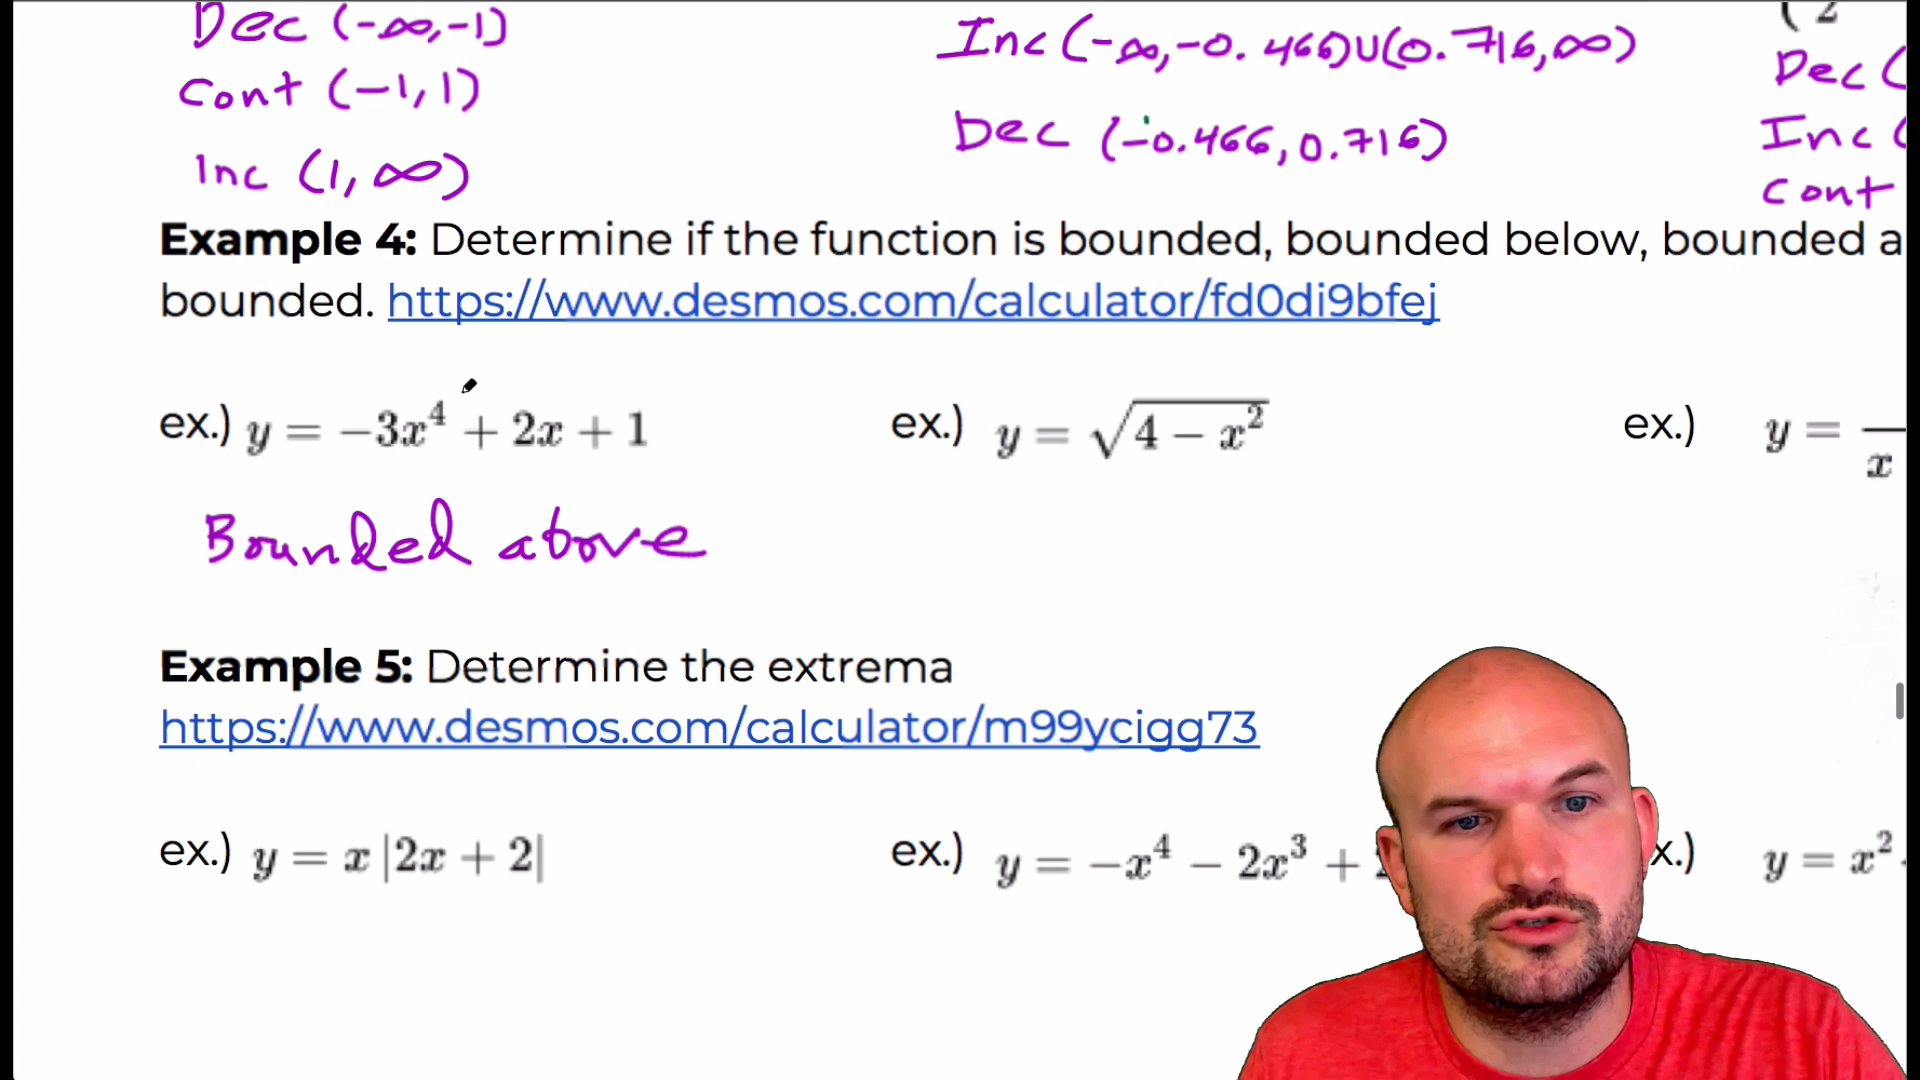 Dec (-∞,-1)
Cont (-1,1)
Inc (1,∞)
Inc (-∞,-0.466)∪(0.716,∞)
Dec (-0.466,0.716)
(2
Dec (
Inc (
Cont
Example 4: Determine if the function is bounded, bounded below, bounded a
bounded. https://www.desmos.com/calculator/fd0di9bfej
ex.) y = −3x⁴ + 2x + 1
ex.) y = √(4 − x²)
ex.) y = x
Bounded above
Example 5: Determine the extrema
https://www.desmos.com/calculator/m99ycigg73
ex.) y = x |2x + 2|
ex.) y = −x⁴ − 2x³ +
x.) y = x²